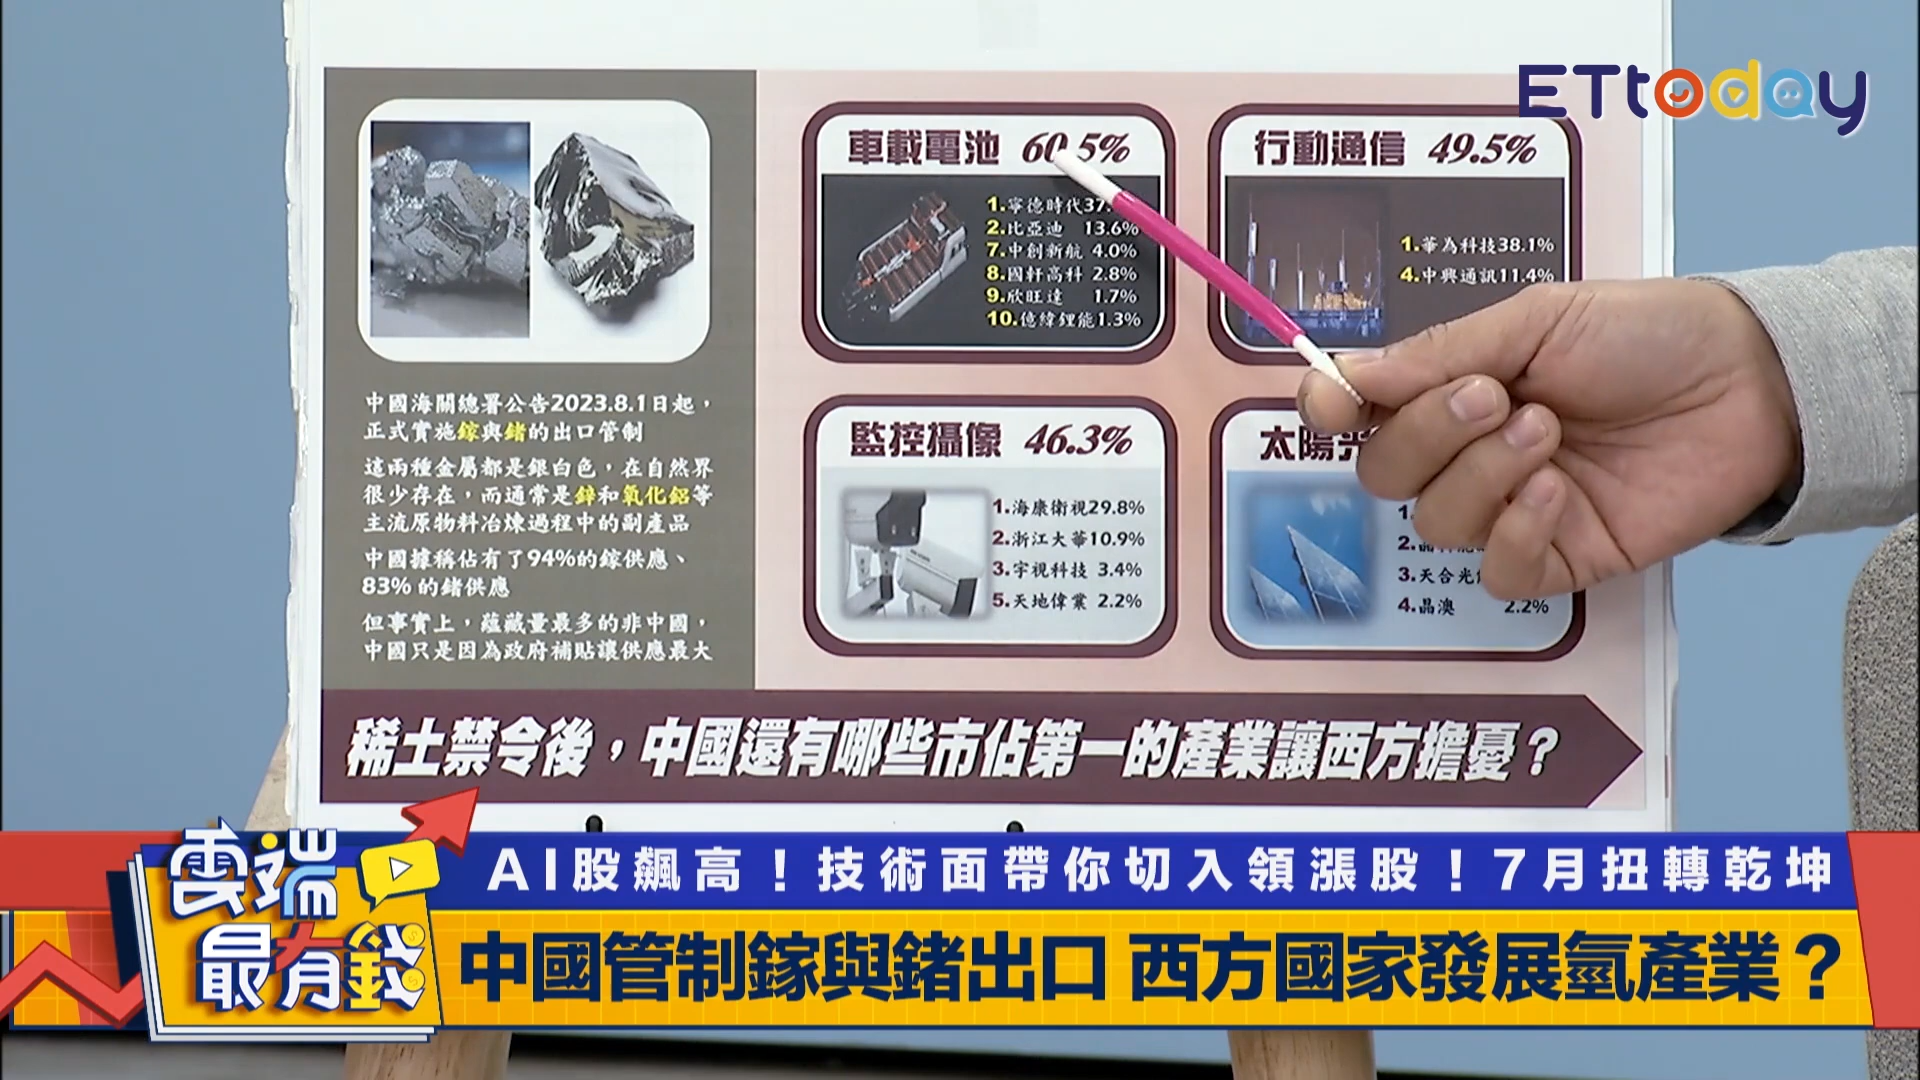 ETtoday
車載電池 60.5%
1.寧德時代37.
2.比亞迪 13.6%
7.中創新航 4.0%
8.國軒高科 2.8%
9.欣旺達 1.7%
10.億緯鋰能1.3%
行動通信 49.5%
1.華為科技38.1%
4.中興通訊11.4%
中國海關總署公告2023.8.1日起，
正式實施鎵與鍺的出口管制
這兩種金屬都是銀白色，在自然界
很少存在，而通常是鋅和氧化鋁等
主流原物料冶煉過程中的副產品
中國據稱佔有了94%的鎵供應、
83% 的鍺供應
但事實上，蘊藏量最多的非中國，
中國只是因為政府補貼讓供應最大
監控攝像 46.3%
1.海康衛視29.8%
2.浙江大華10.9%
3.宇視科技 3.4%
5.天地偉業 2.2%
太陽光
1.
2.晶科能
3.天合光
4.晶澳 2.2%
稀土禁令後，中國還有哪些市佔第一的產業讓西方擔憂？
雲端最有錢
AI股飆高！技術面帶你切入領漲股！7月扭轉乾坤
中國管制鎵與鍺出口 西方國家發展氫產業？